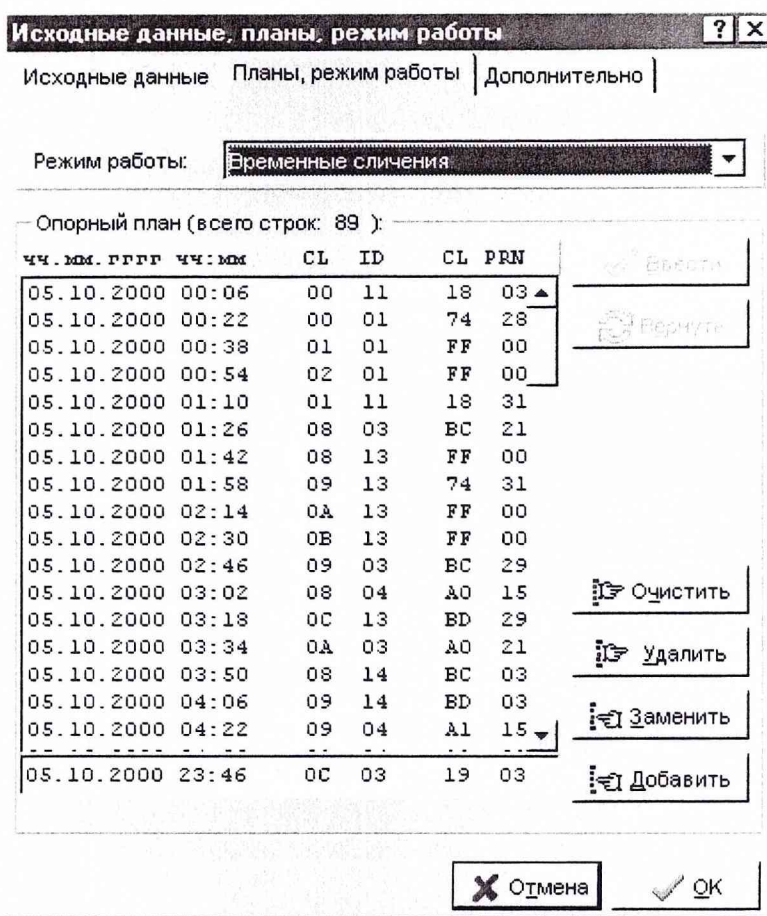 Исходные данные, планы, режим работы
Исходные данные Планы, режим работы Дополнительно
Режим работы: Временные сличения
Опорный план (всего строк: 89 ):
чч.мм.гггг чч:мм CL ID CL PRN
05.10.2000 00:06 00 11 18 03
05.10.2000 00:22 00 01 74 28
05.10.2000 00:38 01 01 FF 00
05.10.2000 00:54 02 01 FF 00
05.10.2000 01:10 01 11 18 31
05.10.2000 01:26 08 03 BC 21
05.10.2000 01:42 08 13 FF 00
05.10.2000 01:58 09 13 74 31
05.10.2000 02:14 0A 13 FF 00
05.10.2000 02:30 0B 13 FF 00
05.10.2000 02:46 09 03 BC 29
05.10.2000 03:02 08 04 A0 15
05.10.2000 03:18 0C 13 BD 29
05.10.2000 03:34 0A 03 A0 21
05.10.2000 03:50 08 14 BC 03
05.10.2000 04:06 09 14 BD 03
05.10.2000 04:22 09 04 A1 15
05.10.2000 23:46 0C 03 19 03
Ввести
Вернуть
Очистить
Удалить
Заменить
Добавить
Отмена OK